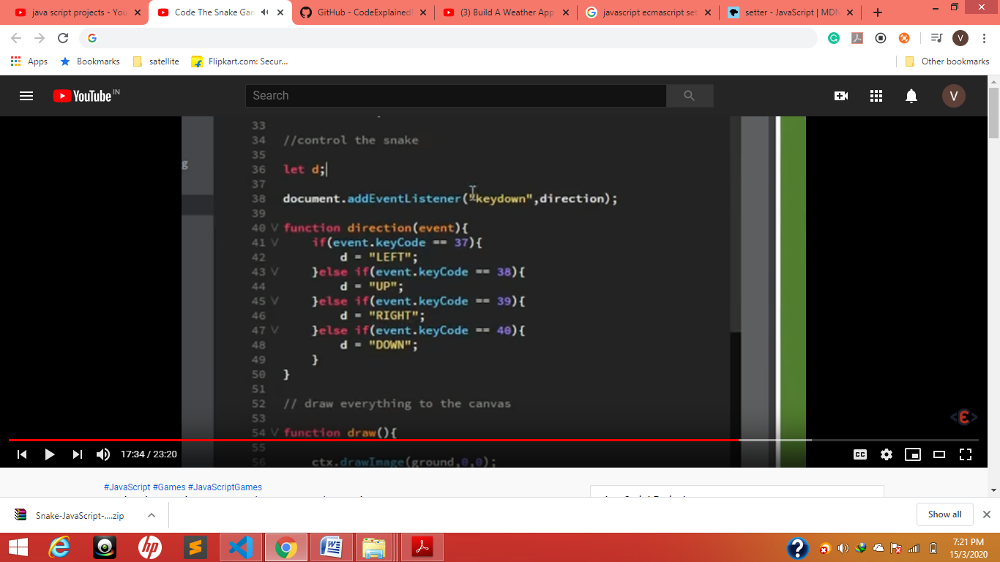 java script projects - You
Code The Snake Gam
GitHub - CodeExplained
(3) Build A Weather App
javascript ecmascript set
setter - JavaScript | MDN
Apps
Bookmarks
satellite
Flipkart.com: Secur...
Other bookmarks
V
YouTube IN
Search
V
33
34 //control the snake
35
36 let d;
37
38 document.addEventListener("keydown",direction);
39
40 function direction(event){
41 if(event.keyCode == 37){
42 d = "LEFT";
43 }else if(event.keyCode == 38){
44 d = "UP";
45 }else if(event.keyCode == 39){
46 d = "RIGHT";
47 }else if(event.keyCode == 40){
48 d = "DOWN";
49 }
50 }
51
52 // draw everything to the canvas
53
54 function draw(){
55
56 ctx.drawImage(ground,0,0);
g
<E>
17:34 / 23:20
CC
#JavaScript #Games #JavaScriptGames
Snake-JavaScript-....zip
Show all
7:21 PM
15/3/2020